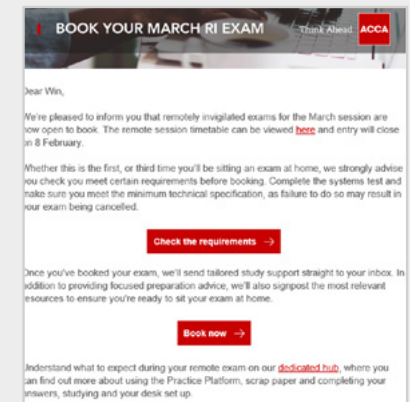 BOOK YOUR MARCH RI EXAM
Think Ahead ACCA
Dear Win,
We're pleased to inform you that remotely invigilated exams for the March session are
now open to book. The remote session timetable can be viewed here and entry will close
on 8 February.
Whether this is the first, or third time you'll be sitting an exam at home, we strongly advise
you check you meet certain requirements before booking. Complete the systems test and
make sure you meet the minimum technical specification, as failure to do so may result in
your exam being cancelled.
Check the requirements →
Once you've booked your exam, we'll send tailored study support straight to your inbox. In
addition to providing focused preparation advice, we'll also signpost the most relevant
resources to ensure you're ready to sit your exam at home.
Book now →
Understand what to expect during your remote exam on our dedicated hub, where you
can find out more about using the Practice Platform, scrap paper and completing your
answers, studying and your desk set up.